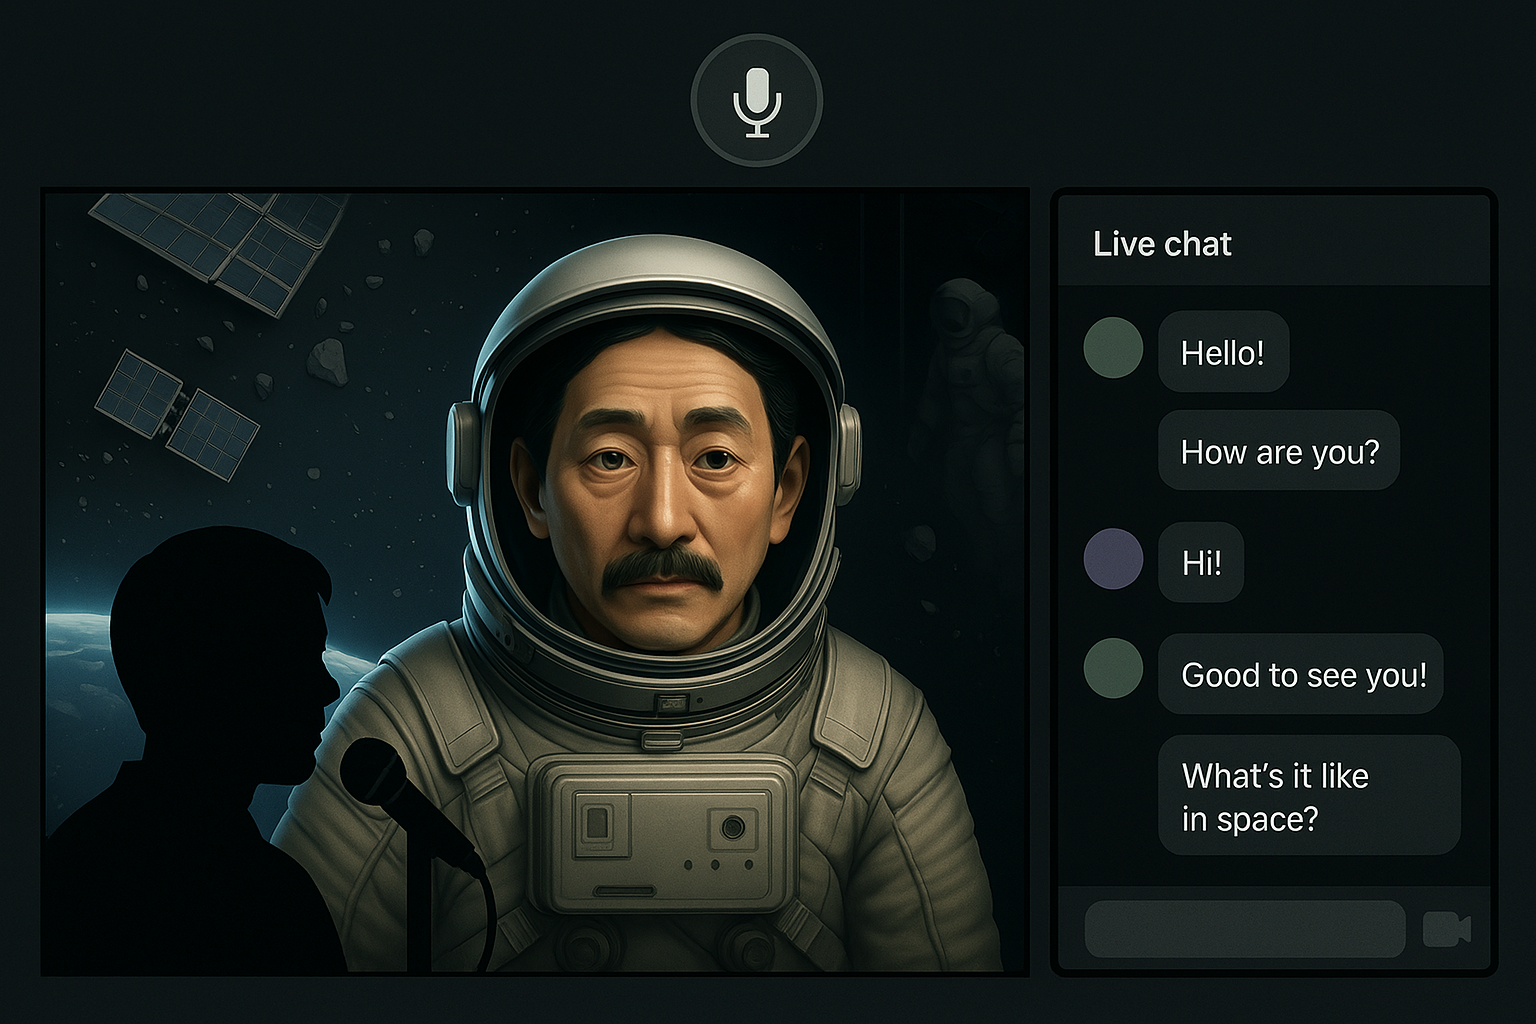 Live chat
Hello!
How are you?
Hi!
Good to see you!
What's it like
in space?